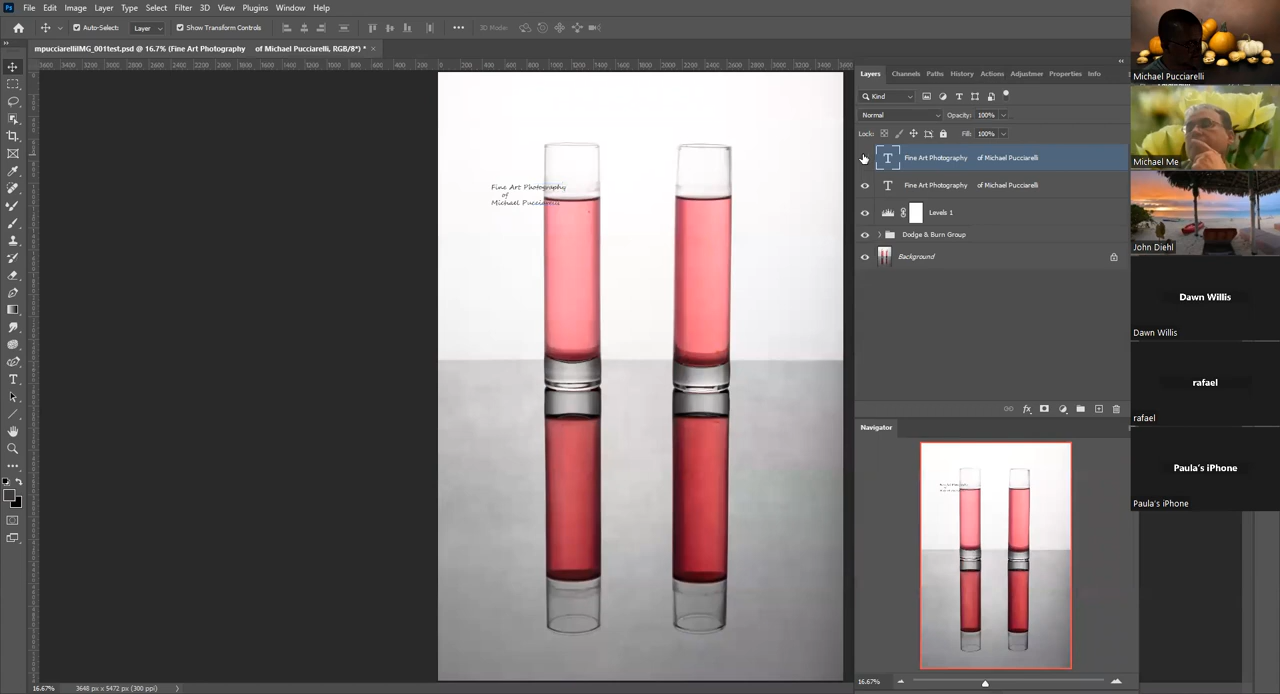 File Edit Image Layer Type Select Filter 3D View Plugins Window Help
Auto-Select: Layer Show Transform Controls 3D Mode:
mpucciarelliIMG_001test.psd @ 16.7% (Fine Art Photography of Michael Pucciarelli, RGB/8*) *
Fine Art Photography
of
Michael Pucciarelli
Layers Channels Paths History Actions Adjustmer Properties Info
Kind
Normal Opacity: 100%
Lock: Fill: 100%
Fine Art Photography of Michael Pucciarelli
Fine Art Photography of Michael Pucciarelli
Levels 1
Dodge & Burn Group
Background
Navigator
16.67%
16.67% 3648 px x 5472 px (300 ppi)
Michael Pucciarelli
Michael Me
John Diehl
Dawn Willis
Dawn Willis
rafael
rafael
Paula's iPhone
Paula's iPhone